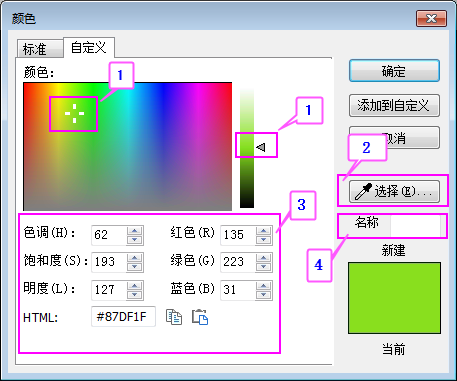 颜色
标准 自定义
颜色:
1
1
确定
添加到自定义
取消
2
选择(E)...
3
名称
4
新建
色调(H): 62 红色(R) 135
饱和度(S): 193 绿色(G) 223
明度(L): 127 蓝色(B) 31
HTML: #87DF1F
当前